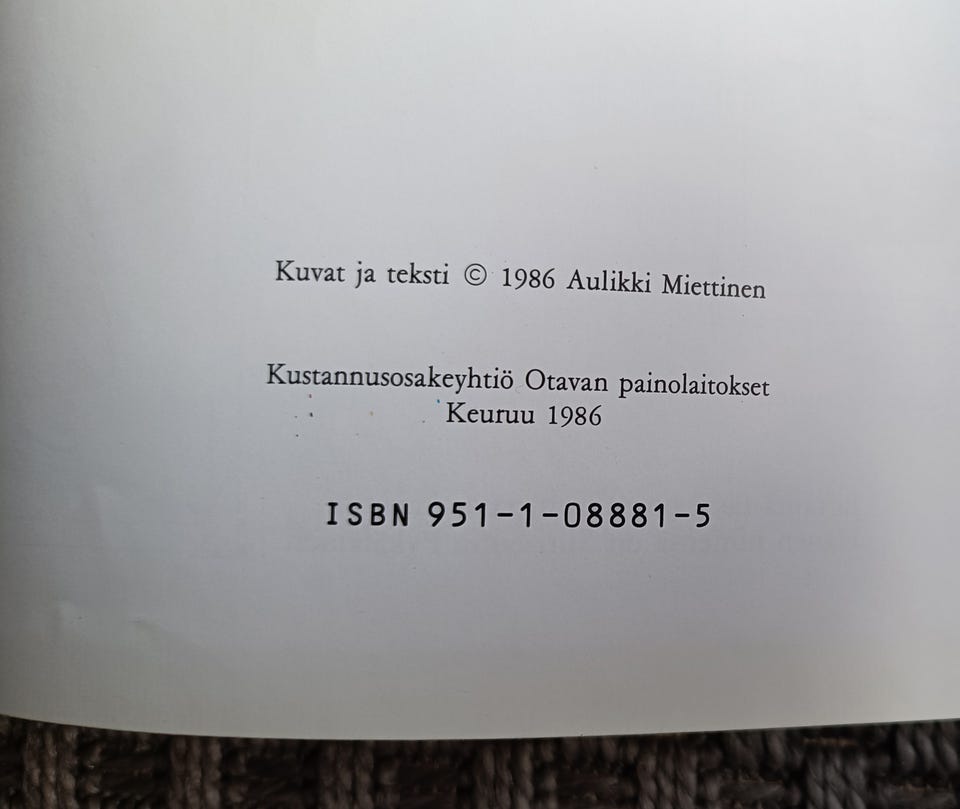 Kuvat ja teksti © 1986 Aulikki Miettinen
Kustannusosakeyhtiö Otavan painolaitokset
Keuruu 1986
ISBN 951-1-08881-5